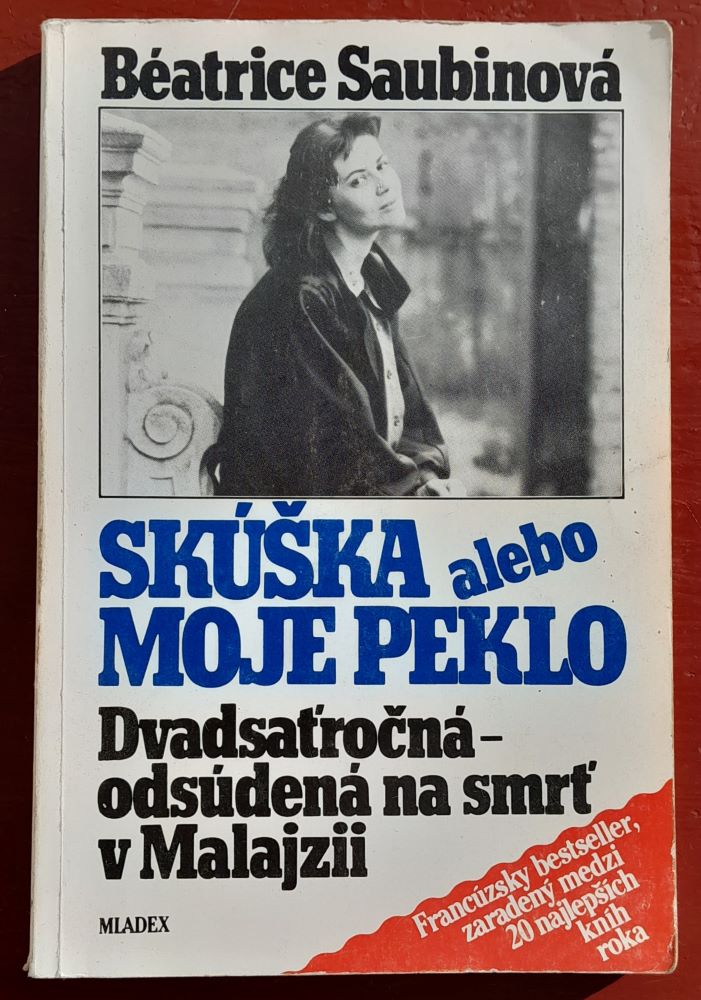 Béatrice Saubinová
SKÚŠKA alebo
MOJE PEKLO
Dvadsaťročná–
odsúdená na smrť
v Malajzii
MLADEX
Francúzsky bestseller,
zaradený medzi
20 najlepších
kníh
roka